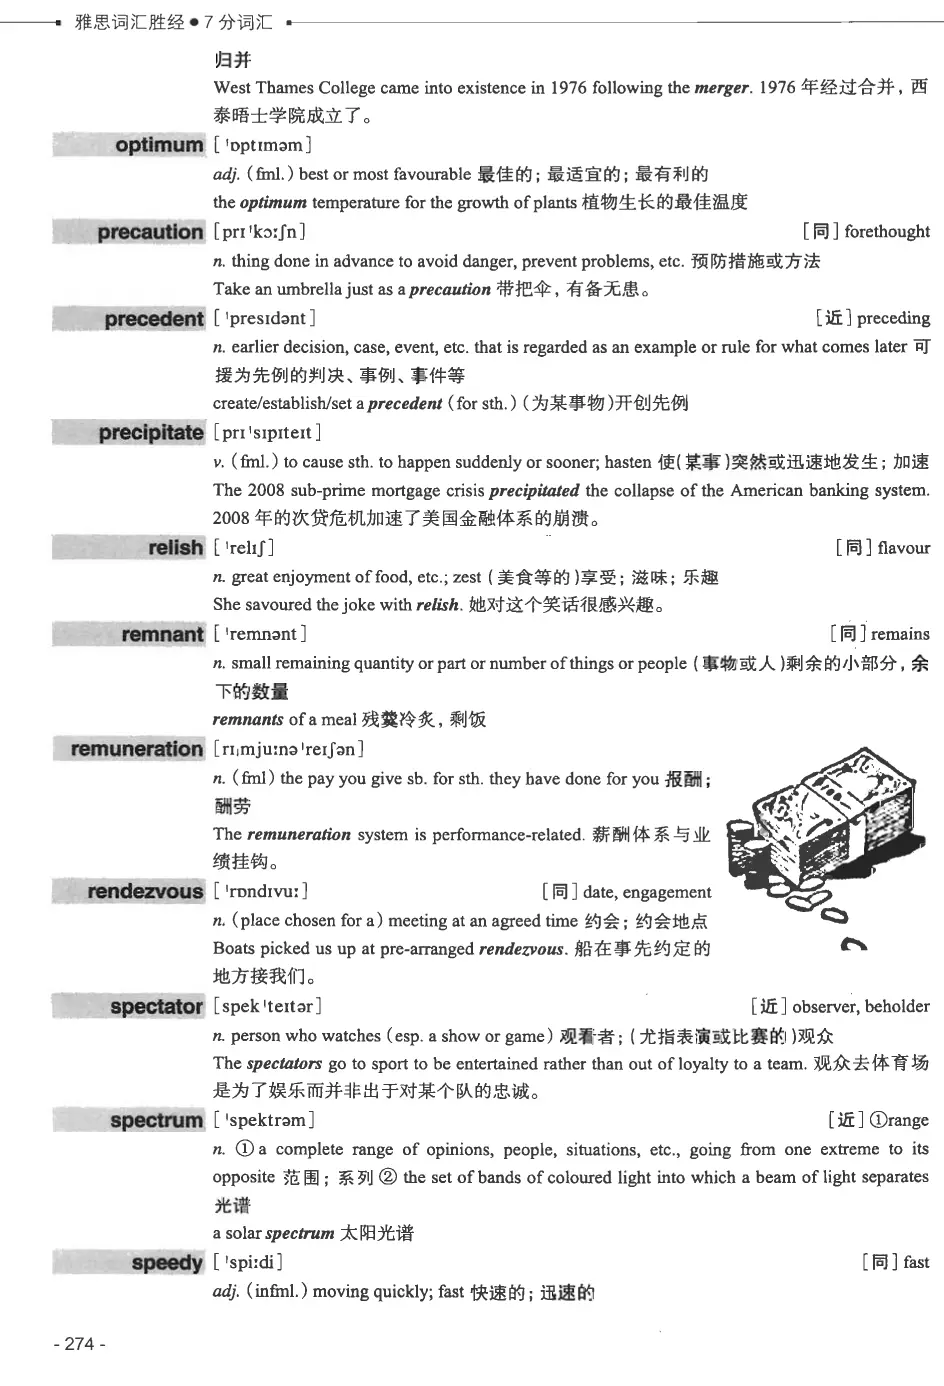 雅思词汇胜经●7分词汇
归并
West Thames College came into existence in 1976 following the merger. 1976 年经过合并，西
泰晤士学院成立了。
optimum [ˈɒptɪməm]
adj. (fml.) best or most favourable 最佳的；最适宜的；最有利的
the optimum temperature for the growth of plants 植物生长的最佳温度
precaution [prɪˈkɔːʃn] [同] forethought
n. thing done in advance to avoid danger, prevent problems, etc. 预防措施或方法
Take an umbrella just as a precaution 带把伞，有备无患。
precedent [ˈpresɪdənt] [近] preceding
n. earlier decision, case, event, etc. that is regarded as an example or rule for what comes later 可
援为先例的判决、事例、事件等
create/establish/set a precedent (for sth.) (为某事物)开创先例
precipitate [prɪˈsɪpɪteɪt]
v. (fml.) to cause sth. to happen suddenly or sooner; hasten 使(某事)突然或迅速地发生；加速
The 2008 sub-prime mortgage crisis precipitated the collapse of the American banking system.
2008 年的次贷危机加速了美国金融体系的崩溃。
relish [ˈrelɪʃ] [同] flavour
n. great enjoyment of food, etc.; zest (美食等的)享受；滋味；乐趣
She savoured the joke with relish. 她对这个笑话很感兴趣。
remnant [ˈremnənt] [同] remains
n. small remaining quantity or part or number of things or people (事物或人)剩余的小部分，余
下的数量
remnants of a meal 残羹冷炙，剩饭
remuneration [rɪˌmjuːnəˈreɪʃən]
n. (fml) the pay you give sb. for sth. they have done for you 报酬；
酬劳
The remuneration system is performance-related. 薪酬体系与业
绩挂钩。
rendezvous [ˈrɒndɪvuː] [同] date, engagement
n. (place chosen for a) meeting at an agreed time 约会；约会地点
Boats picked us up at pre-arranged rendezvous. 船在事先约定的
地方接我们。
spectator [spekˈteɪtər] [近] observer, beholder
n. person who watches (esp. a show or game) 观看者；(尤指表演或比赛的)观众
The spectators go to sport to be entertained rather than out of loyalty to a team. 观众去体育场
是为了娱乐而并非出于对某个队的忠诚。
spectrum [ˈspektrəm] [近] ①range
n. ① a complete range of opinions, people, situations, etc., going from one extreme to its
opposite 范围；系列 ② the set of bands of coloured light into which a beam of light separates
光谱
a solar spectrum 太阳光谱
speedy [ˈspiːdi] [同] fast
adj. (infml.) moving quickly; fast 快速的；迅速的
- 274 -